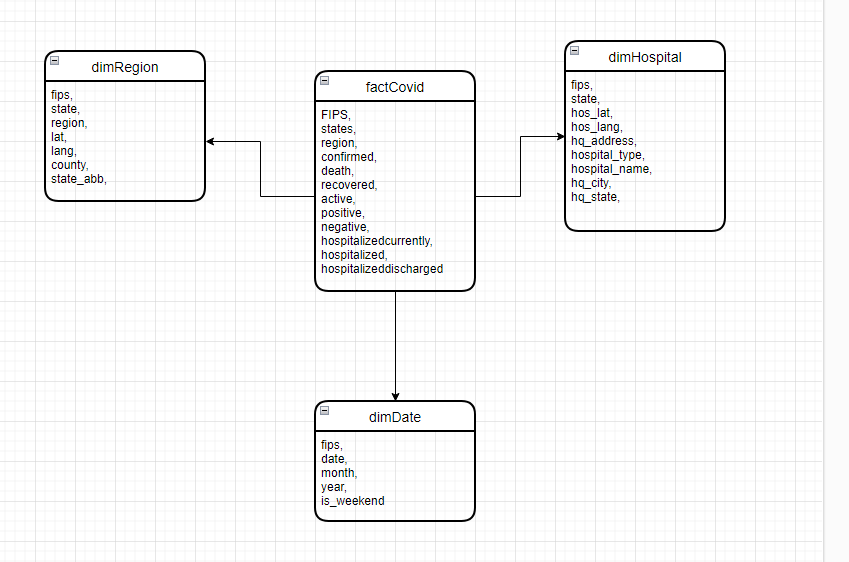 dimRegion
fips,
state,
region,
lat,
lang,
county,
state_abb,
factCovid
FIPS,
states,
region,
confirmed,
death,
recovered,
active,
positive,
negative,
hospitalizedcurrently,
hospitalized,
hospitalizeddischarged
dimHospital
fips,
state,
hos_lat,
hos_lang,
hq_address,
hospital_type,
hospital_name,
hq_city,
hq_state,
dimDate
fips,
date,
month,
year,
is_weekend